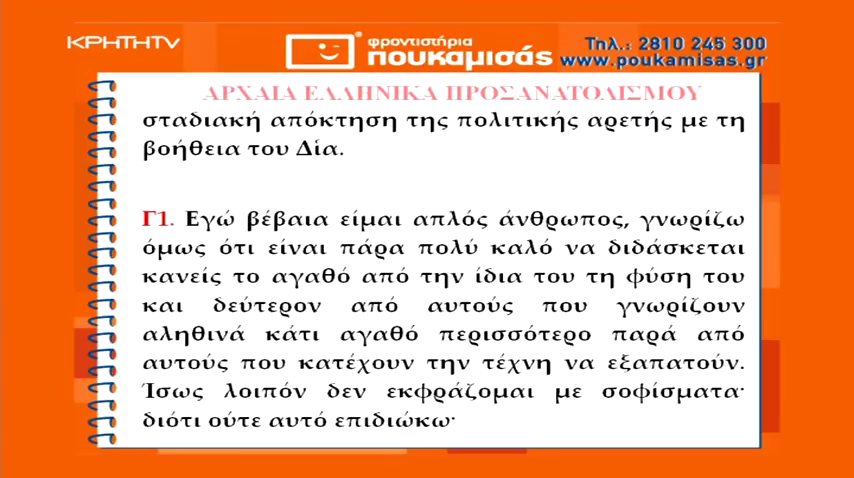 ΚΡΗΤΗTV
φροντιστήρια
πουκαμισάς
Τηλ.: 2810 245 300
www.poukamisas.gr
ΑΡΧΑΙΑ ΕΛΛΗΝΙΚΑ ΠΡΟΣΑΝΑΤΟΛΙΣΜΟΥ
σταδιακή απόκτηση της πολιτικής αρετής με τη
βοήθεια του Δία.
Γ1. Εγώ βέβαια είμαι απλός άνθρωπος, γνωρίζω
όμως ότι είναι πάρα πολύ καλό να διδάσκεται
κανείς το αγαθό από την ίδια του τη φύση του
και δεύτερον από αυτούς που γνωρίζουν
αληθινά κάτι αγαθό περισσότερο παρά από
αυτούς που κατέχουν την τέχνη να εξαπατούν.
Ίσως λοιπόν δεν εκφράζομαι με σοφίσματα·
διότι ούτε αυτό επιδιώκω·